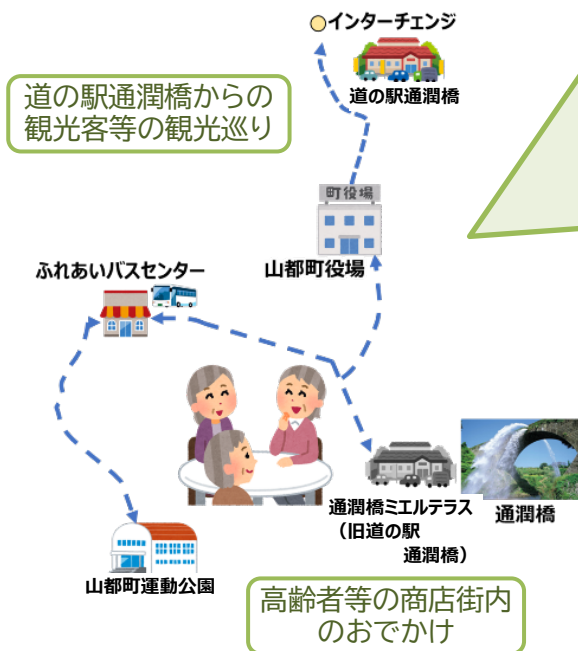 インターチェンジ
道の駅通潤橋
道の駅通潤橋からの
観光客等の観光巡り
町役場
山都町役場
ふれあいバスセンター
通潤橋ミエルテラス
（旧道の駅
通潤橋）
通潤橋
山都町運動公園
高齢者等の商店街内
のおでかけ